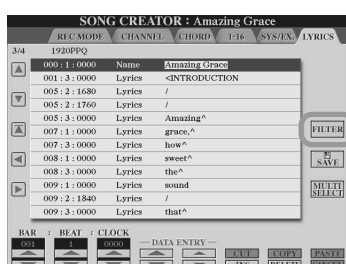 SONG CREATOR : Amazing Grace
REC MODE CHANNEL CHORD 1-16 SYS/EX. LYRICS
3/4 1920PPQ
000 : 1 : 0000 Name Amazing Grace
001 : 3 : 0000 Lyrics <INTRODUCTION
005 : 2 : 1680 Lyrics /
005 : 2 : 1760 Lyrics /
005 : 3 : 0000 Lyrics Amazing^
007 : 1 : 0000 Lyrics grace,^
007 : 3 : 0000 Lyrics how^
008 : 1 : 0000 Lyrics sweet^
008 : 3 : 0000 Lyrics the^
009 : 1 : 0000 Lyrics sound
009 : 2 : 1840 Lyrics /
009 : 3 : 0000 Lyrics that^
FILTER
SAVE
MULTI
SELECT
BAR : BEAT : CLOCK
001 1 0000
DATA ENTRY
CUT COPY PASTE
INS DELETE CANCEL